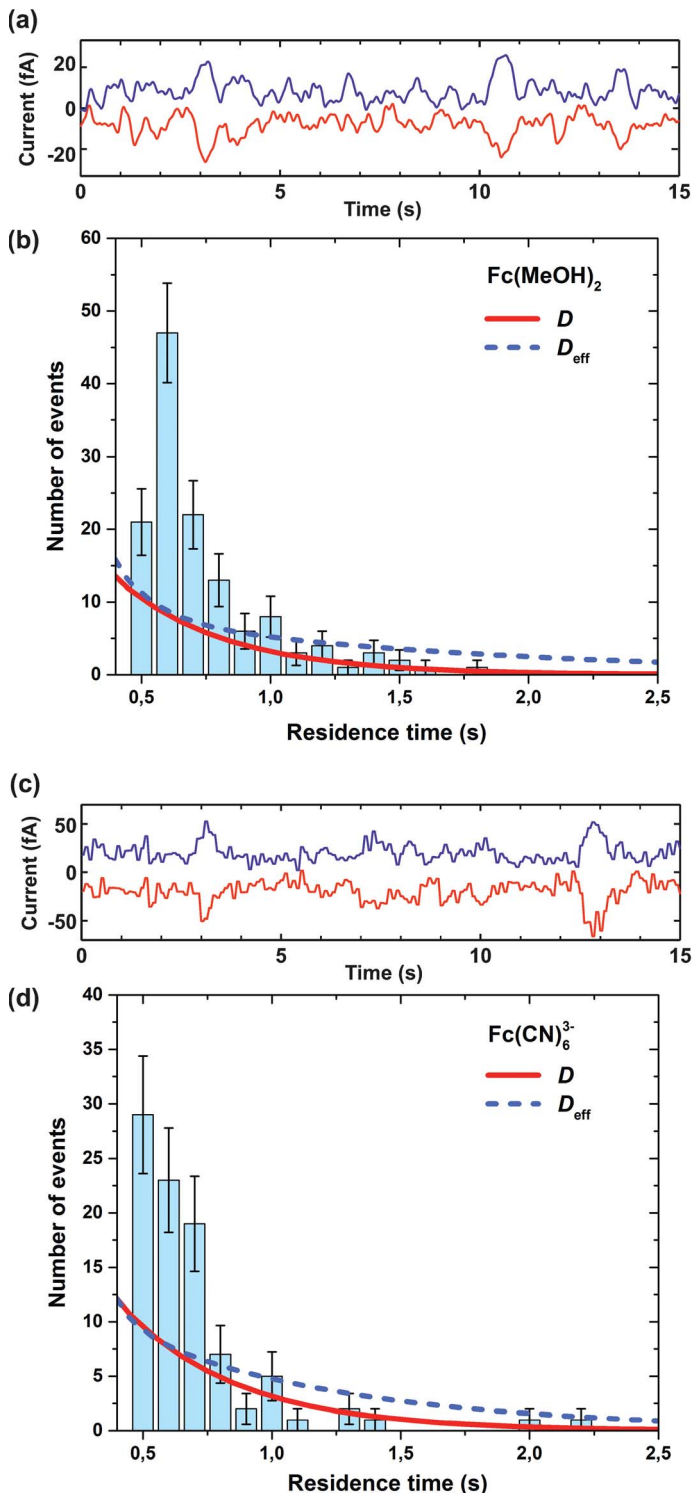 (a)
Current (fA)
20
0
-20
0 5 10 15
Time (s)
(b)
Number of events
60
50
40
30
20
10
0
Fc(MeOH)₂
D
D_eff
0,5 1,0 1,5 2,0 2,5
Residence time (s)
(c)
Current (fA)
50
0
-50
0 5 10 15
Time (s)
(d)
Number of events
40
35
30
25
20
15
10
5
0
Fc(CN)₆³⁻
D
D_eff
0,5 1,0 1,5 2,0 2,5
Residence time (s)